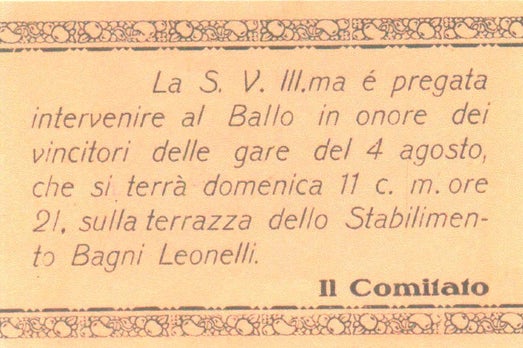 La S. V. Ill.ma é pregata
intervenire al Ballo in onore dei
vincitori delle gare del 4 agosto,
che si terrà domenica 11 c. m. ore
21. sulla terrazza dello Stabilimen-
to Bagni Leonelli.
Il Comitato